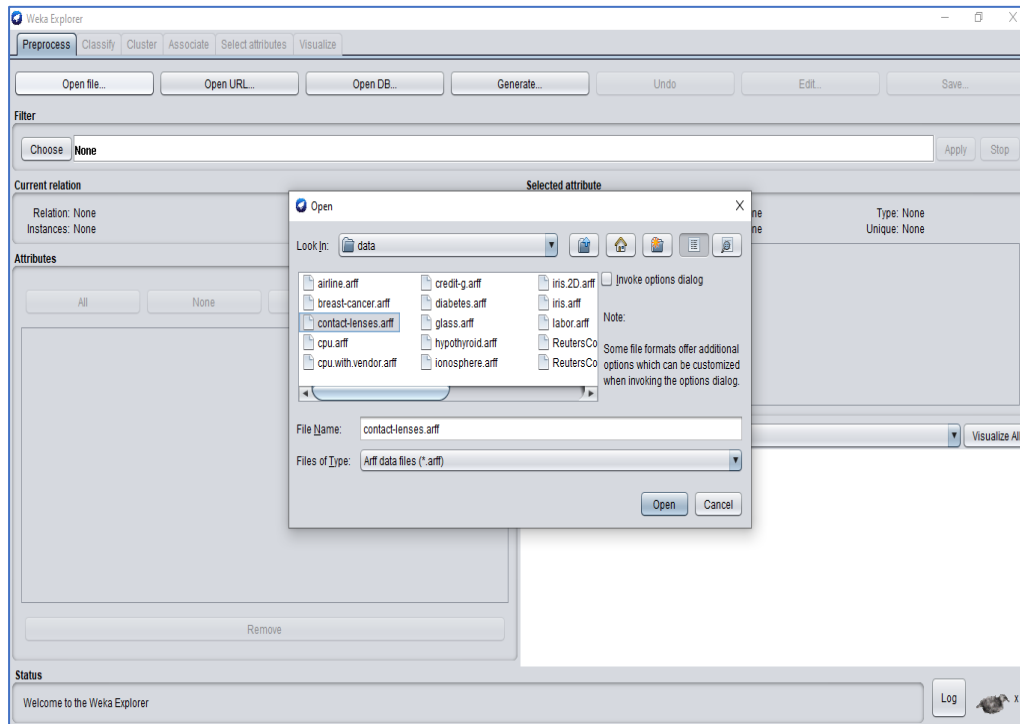 Weka Explorer
Preprocess Classify Cluster Associate Select attributes Visualize
Open file... Open URL... Open DB... Generate... Undo Edit... Save...
Filter
Choose None Apply Stop
Current relation
Relation: None
Instances: None
Selected attribute
ne Type: None
ne Unique: None
Attributes
All None
Open X
Look In: data
airline.arff credit-g.arff iris.2D.arff
breast-cancer.arff diabetes.arff iris.arff
contact-lenses.arff glass.arff labor.arff
cpu.arff hypothyroid.arff ReutersCo
cpu.with.vendor.arff ionosphere.arff ReutersCo
Invoke options dialog
Note:
Some file formats offer additional
options which can be customized
when invoking the options dialog.
File Name: contact-lenses.arff
Files of Type: Arff data files (*.arff)
Open Cancel
Visualize All
Remove
Status
Welcome to the Weka Explorer
Log x